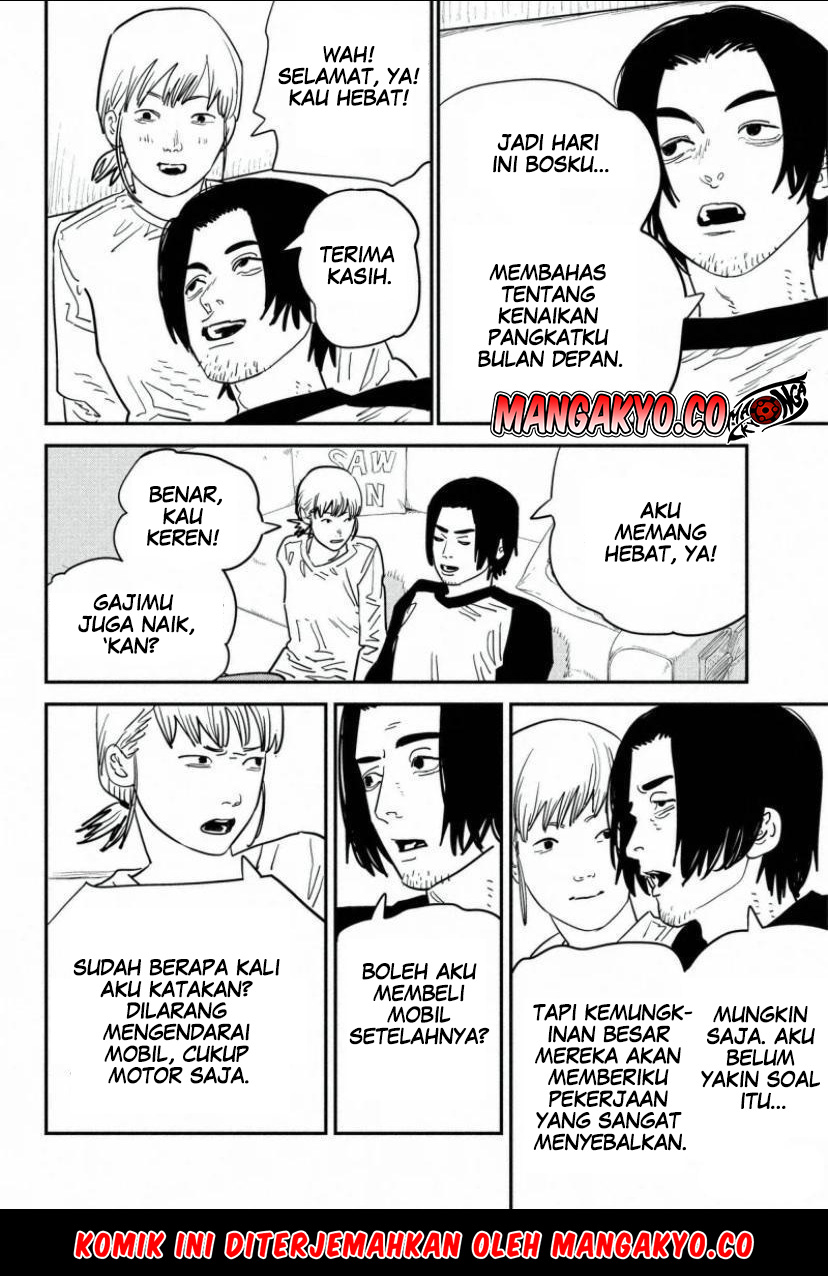 JADI HARI
INI BOSKU...
MEMBAHAS
TENTANG
KENAIKAN
PANGKATKU
BULAN DEPAN.
WAH!
SELAMAT, YA!
KAU HEBAT!
TERIMA
KASIH.
MANGAKYO.CO
MANGA
KYO
AKU
MEMANG
HEBAT, YA!
SAW
N
BENAR,
KAU
KEREN!
GAJIMU
JUGA NAIK,
'KAN?
MUNGKIN
SAJA. AKU
BELUM
YAKIN SOAL
ITU...
TAPI KEMUNGK-
INAN BESAR
MEREKA AKAN
MEMBERIKU
PEKERJAAN
YANG SANGAT
MENYEBALKAN.
BOLEH AKU
MEMBELI
MOBIL
SETELAHNYA?
SUDAH BERAPA KALI
AKU KATAKAN?
DILARANG
MENGENDARAI
MOBIL, CUKUP
MOTOR SAJA.
KOMIK INI DITERJEMAHKAN OLEH MANGAKYO.CO